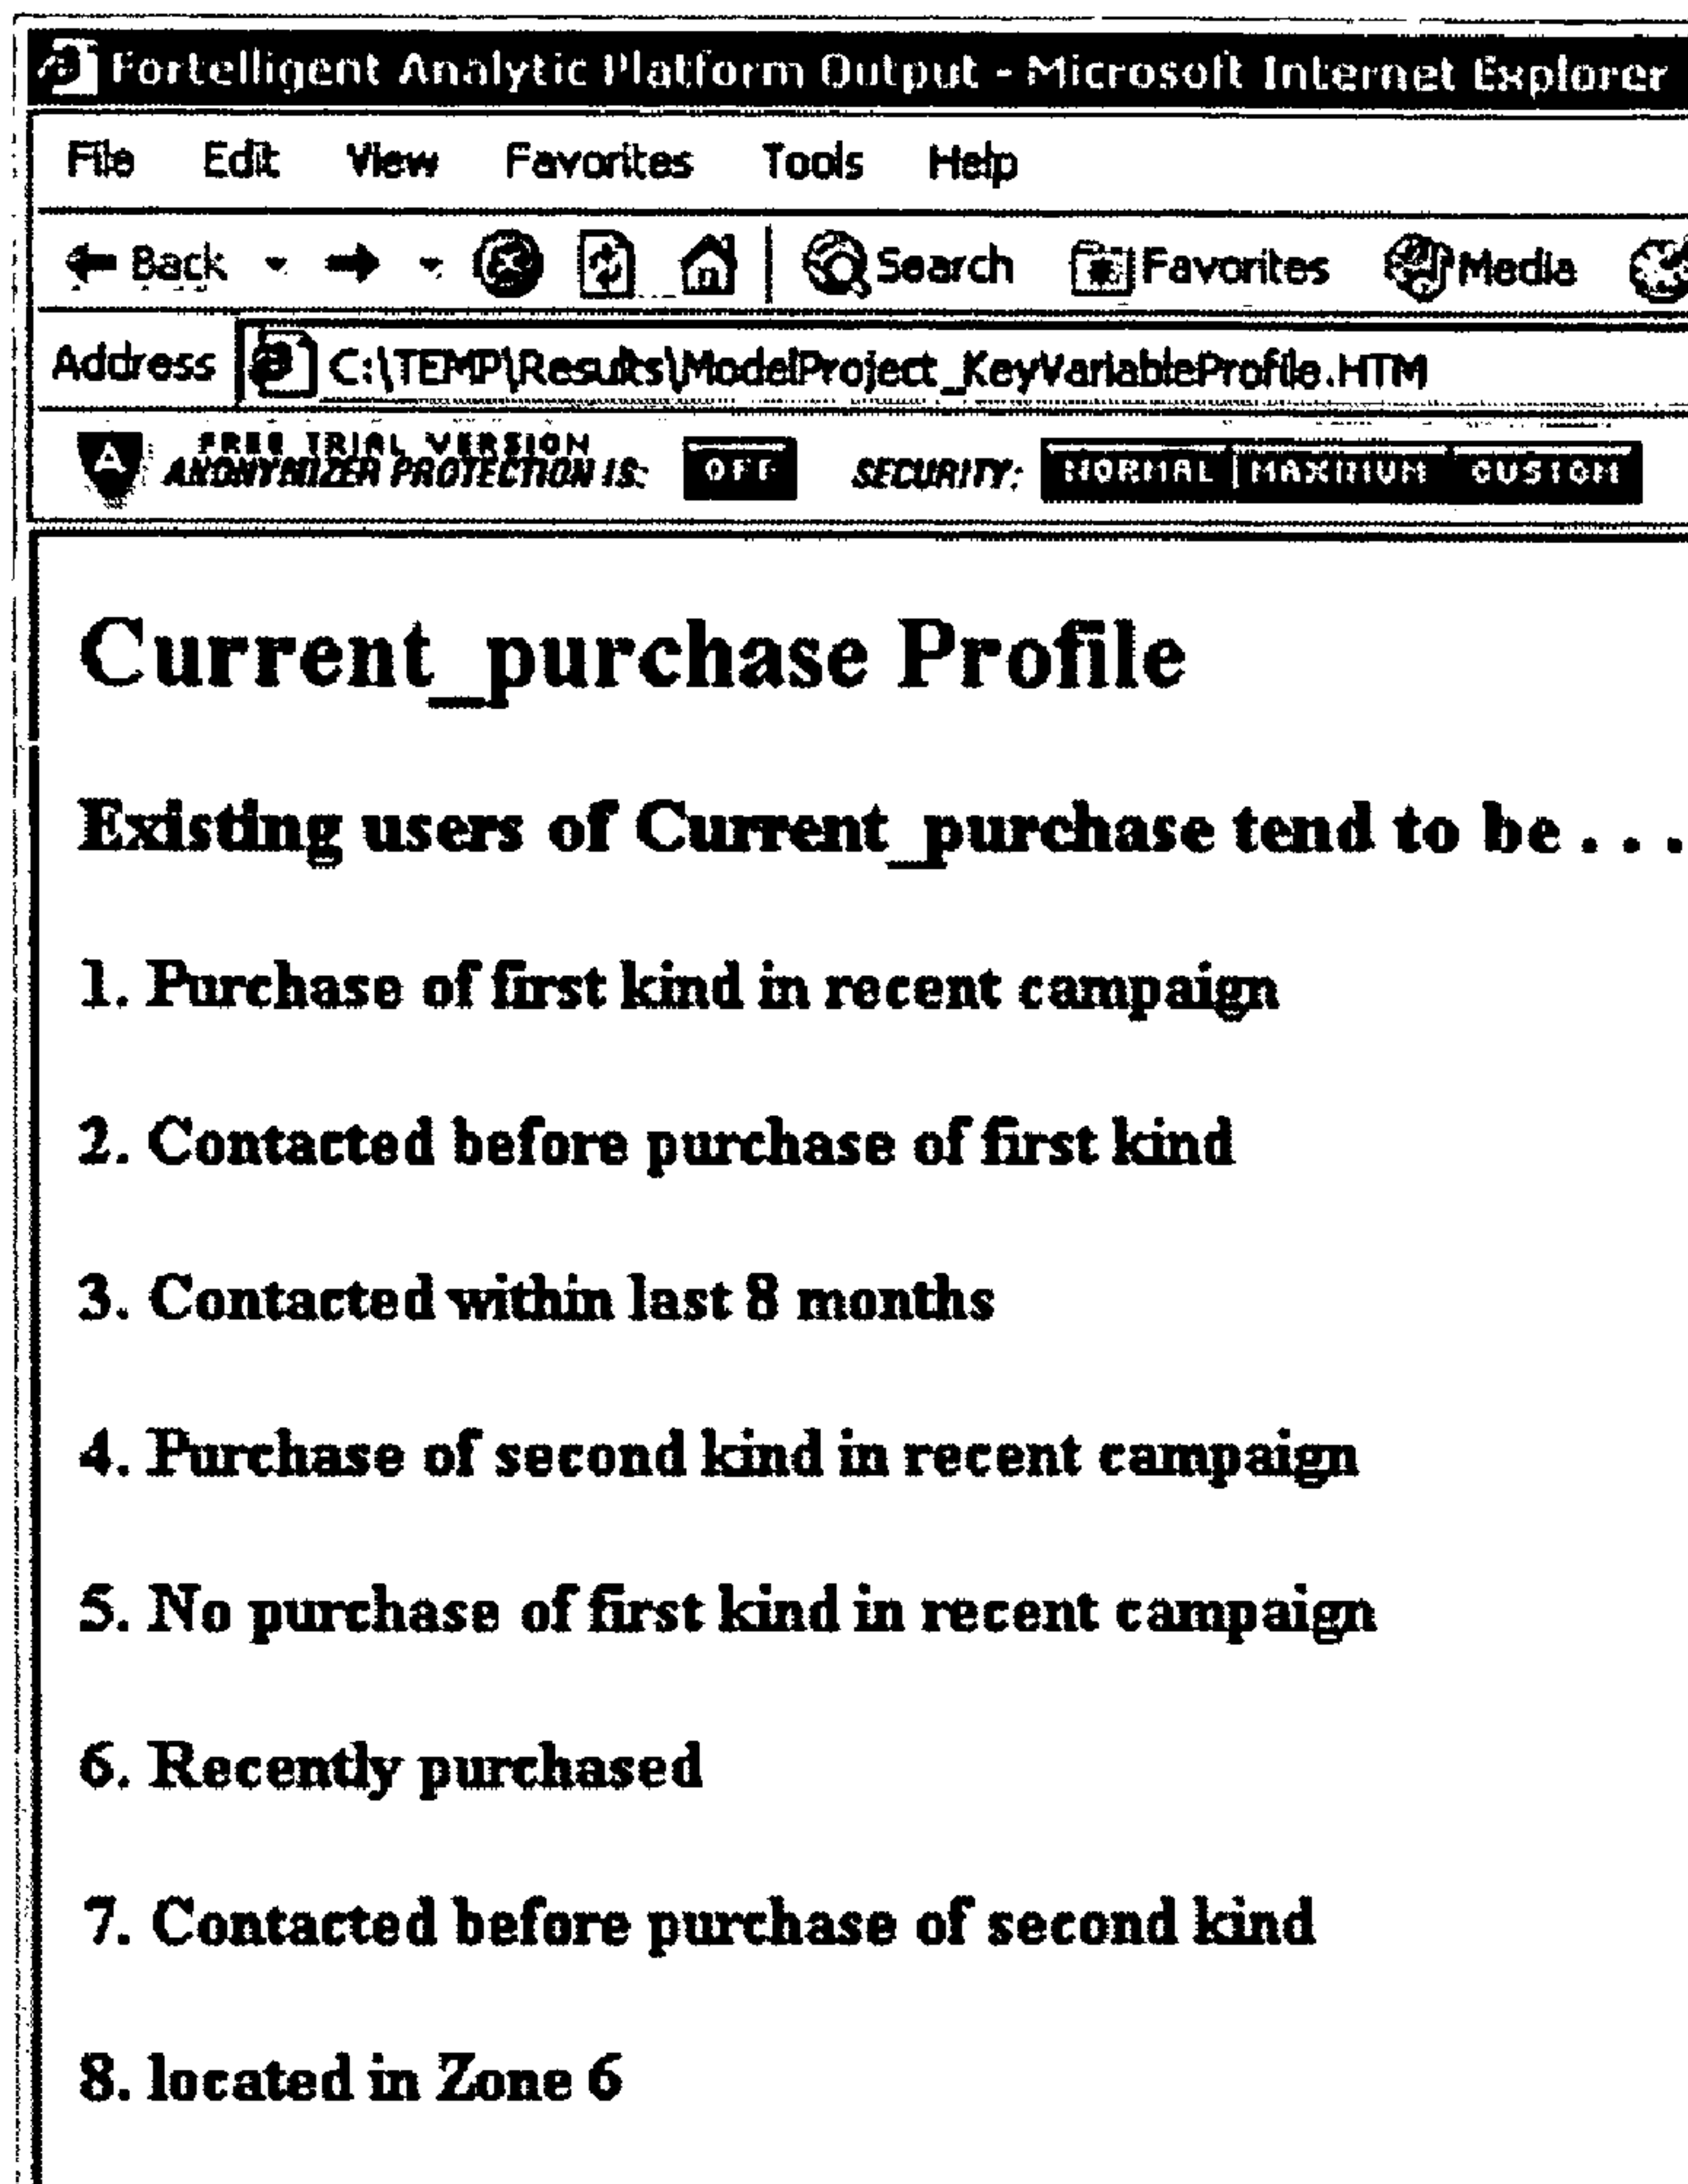 Fortelligent Analytic Platform Output - Microsoft Internet Explorer
File Edit View Favorites Tools Help
Back Search Favorites Media
Address C:\TEMP\Results\ModelProject_KeyVariableProfile.HTM
FREE TRIAL VERSION
ANONYMIZER PROTECTION IS: OFF SECURITY: NORMAL MAXIMUM CUSTOM
Current_purchase Profile
Existing users of Current_purchase tend to be . . .
1. Purchase of first kind in recent campaign
2. Contacted before purchase of first kind
3. Contacted within last 8 months
4. Purchase of second kind in recent campaign
5. No purchase of first kind in recent campaign
6. Recently purchased
7. Contacted before purchase of second kind
8. located in Zone 6